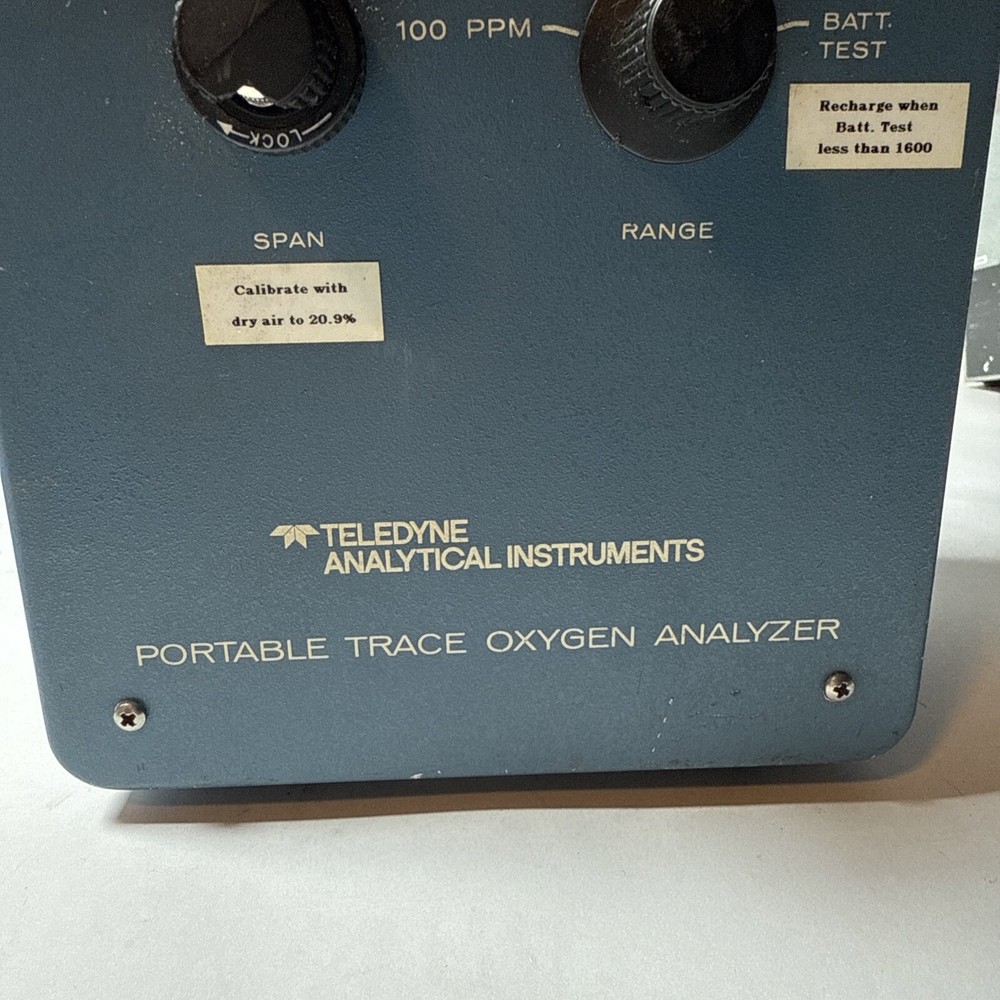 100 PPM
BATT.
TEST
Recharge when
Batt. Test
less than 1600
LOCK
SPAN
RANGE
Calibrate with
dry air to 20.9%
TELEDYNE
ANALYTICAL INSTRUMENTS
PORTABLE TRACE OXYGEN ANALYZER